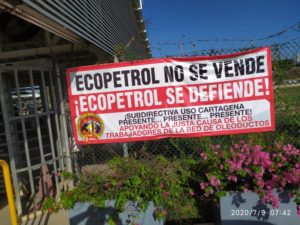 ECOPETROL NO SE VENDE
¡ECOPETROL SE DEFIENDE!
¡SUBDIRECTIVA USO CARTAGENA
PRESENTE... PRESENTE... PRESENTE!
APOYANDO LA JUSTA CAUSA DE LOS
TRABAJADORES DE LA RED DE OLEODUCTOS
2020/7/9 07:42